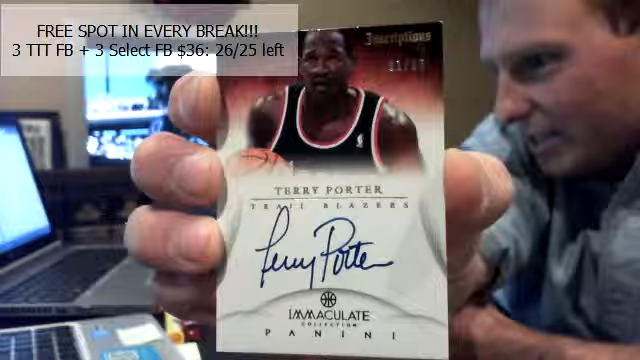 FREE SPOT IN EVERY BREAK!!!
3 TTT FB + 3 Select FB $36: 26/25 left
Inscriptions
TERRY PORTER
TRAIL BLAZERS
Terry Porter
IMMACULATE
COLLECTION
PANINI